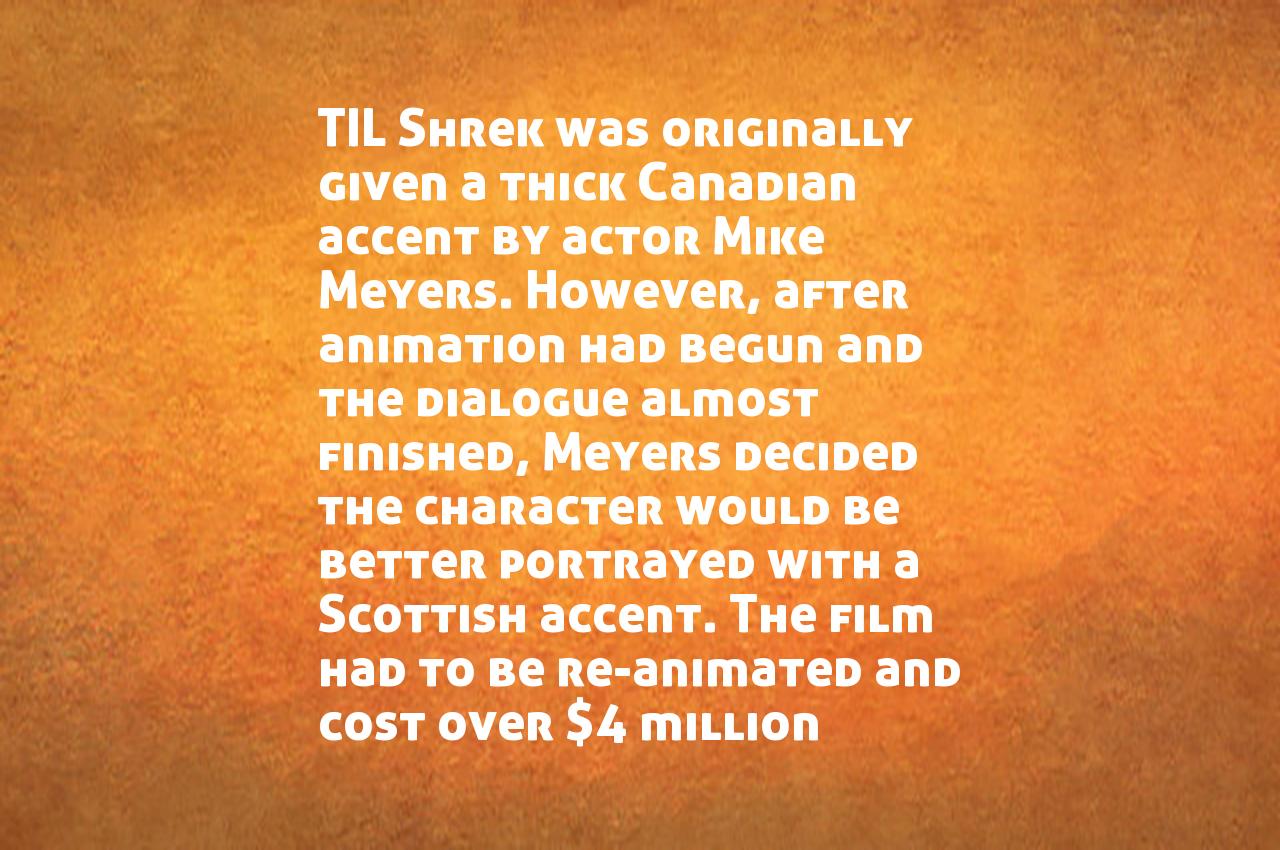 TIL Shrek was originally
given a thick Canadian
accent by actor Mike
Meyers. However, after
animation had begun and
the dialogue almost
finished, Meyers decided
the character would be
better portrayed with a
Scottish accent. The film
had to be re-animated and
cost over $4 million